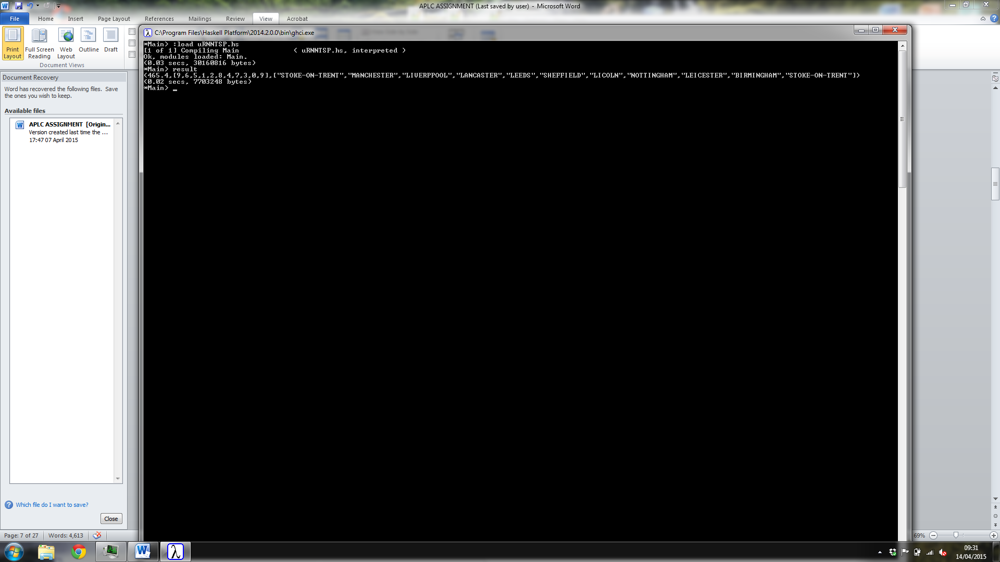 APLC ASSIGNMENT (Last saved by user) - Microsoft Word
File Home Insert Page Layout References Mailings Review View Acrobat
Print Layout
Full Screen Reading
Web Layout
Outline
Draft
Document Views
C:\Program Files\Haskell Platform\2014.2.0.0\bin\ghci.exe
*Main> :load uRNNTSP.hs
[1 of 1] Compiling Main ( uRNNTSP.hs, interpreted )
Ok, modules loaded: Main.
(0.03 secs, 30160816 bytes)
*Main> result
(465.4,[9,6,5,1,2,8,4,7,3,0,9],["STOKE-ON-TRENT","MANCHESTER","LIVERPPOOL","LANCASTER","LEEDS","SHEFFIELD","LICOLN","NOTTINGHAM","LEICESTER","BIRMINGHAM","STOKE-ON-TRENT"])
(0.02 secs, 7703248 bytes)
*Main> _
Document Recovery
Word has recovered the following files. Save
the ones you wish to keep.
Available files
APLC ASSIGNMENT [Origin...
Version created last time the ...
17:47 07 April 2015
Which file do I want to save?
Close
Page: 7 of 27 Words: 4,613
69%
09:31
14/04/2015